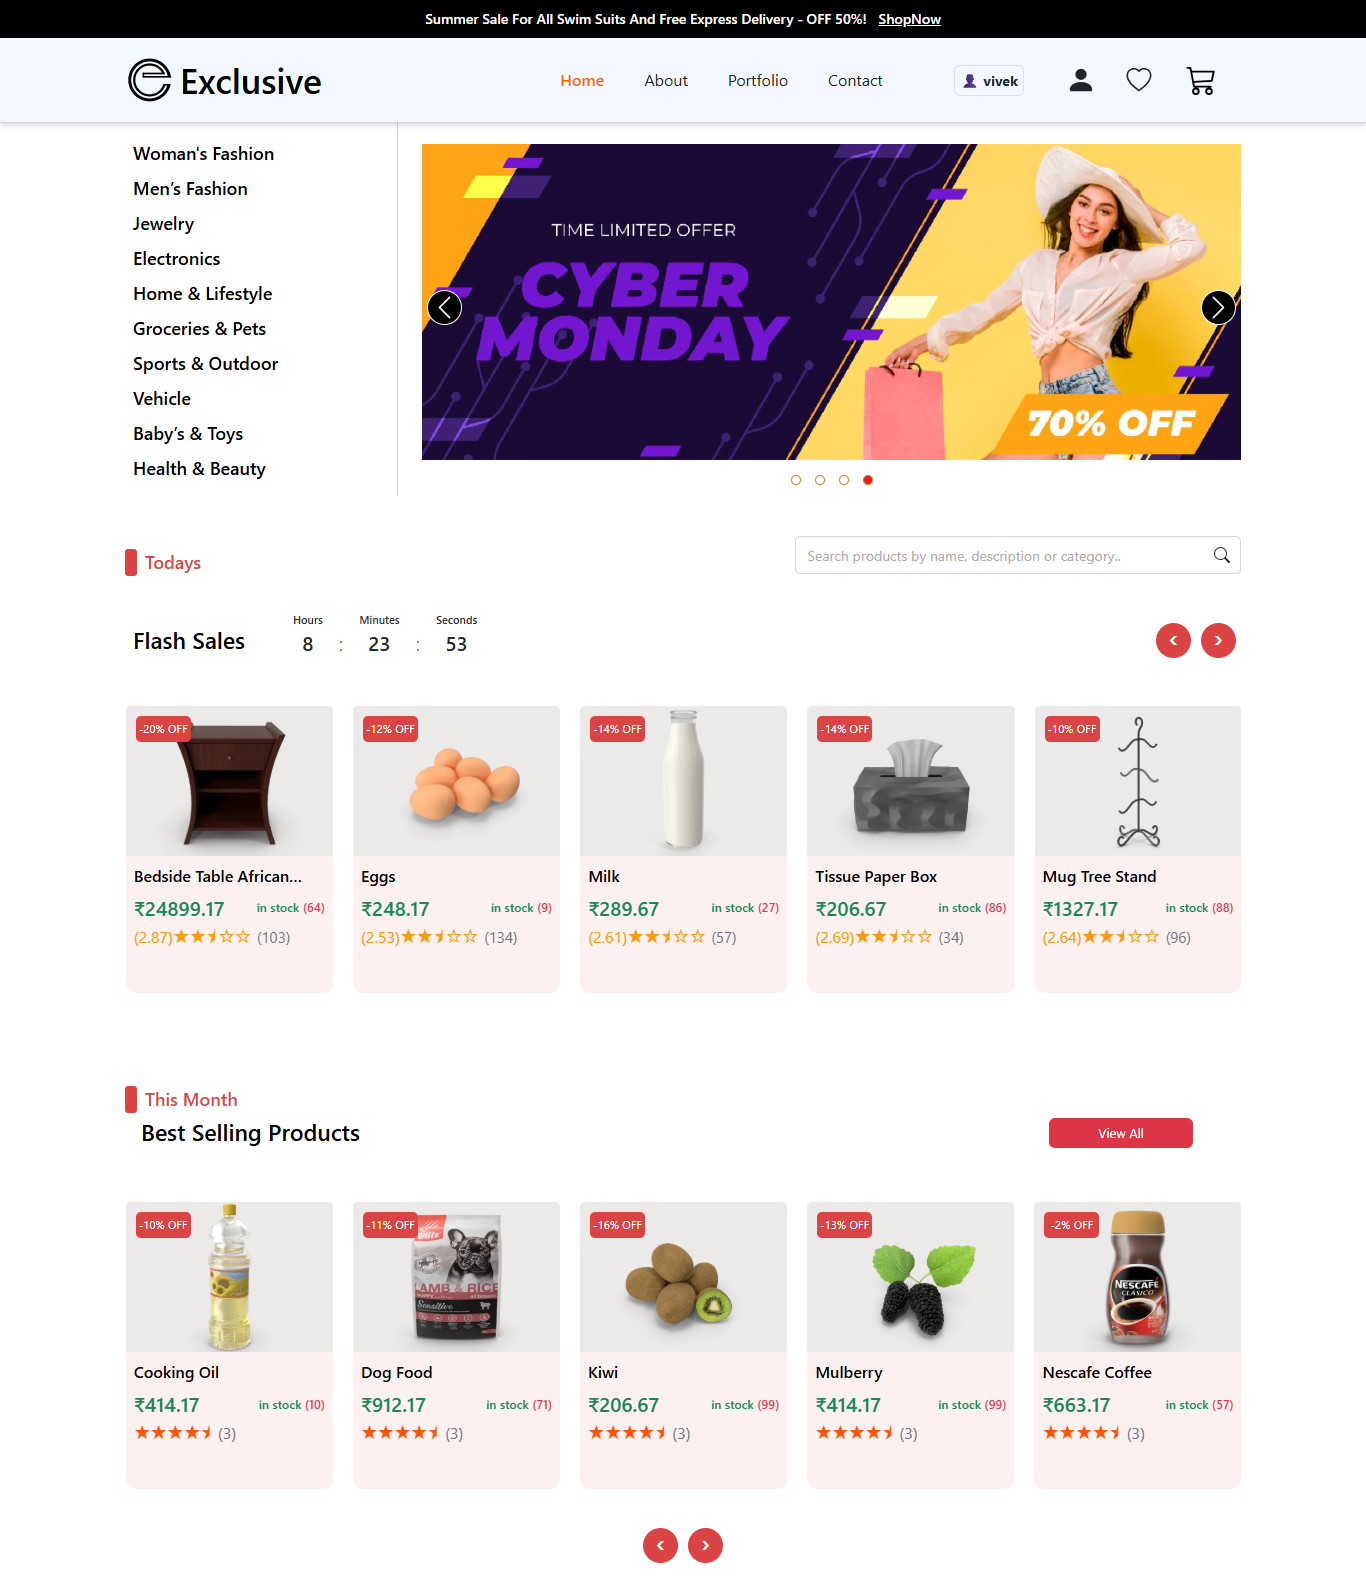 Summer Sale For All Swim Suits And Free Express Delivery - OFF 50%! ShopNow
Exclusive
Home About Portfolio Contact
vivek
Woman's Fashion
Men’s Fashion
Jewelry
Electronics
Home & Lifestyle
Groceries & Pets
Sports & Outdoor
Vehicle
Baby’s & Toys
Health & Beauty
TIME LIMITED OFFER
CYBER
MONDAY
70% OFF
Todays
Search products by name, description or category..
Flash Sales
Hours Minutes Seconds
8 : 23 : 53
‹ ›
-20% OFF -12% OFF -14% OFF -14% OFF -10% OFF
Bedside Table African... Eggs Milk Tissue Paper Box Mug Tree Stand
₹24899.17 in stock (64) ₹248.17 in stock (9) ₹289.67 in stock (27) ₹206.67 in stock (86) ₹1327.17 in stock (88)
(2.87) (103) (2.53) (134) (2.61) (57) (2.69) (34) (2.64) (96)
This Month
Best Selling Products
View All
-10% OFF -11% OFF -16% OFF -13% OFF -2% OFF
Blitz
LAMB & RICE
Sensitive
NESCAFÉ
CLÁSICO
Cooking Oil Dog Food Kiwi Mulberry Nescafe Coffee
₹414.17 in stock (10) ₹912.17 in stock (71) ₹206.67 in stock (99) ₹414.17 in stock (99) ₹663.17 in stock (57)
(3) (3) (3) (3) (3)
‹ ›